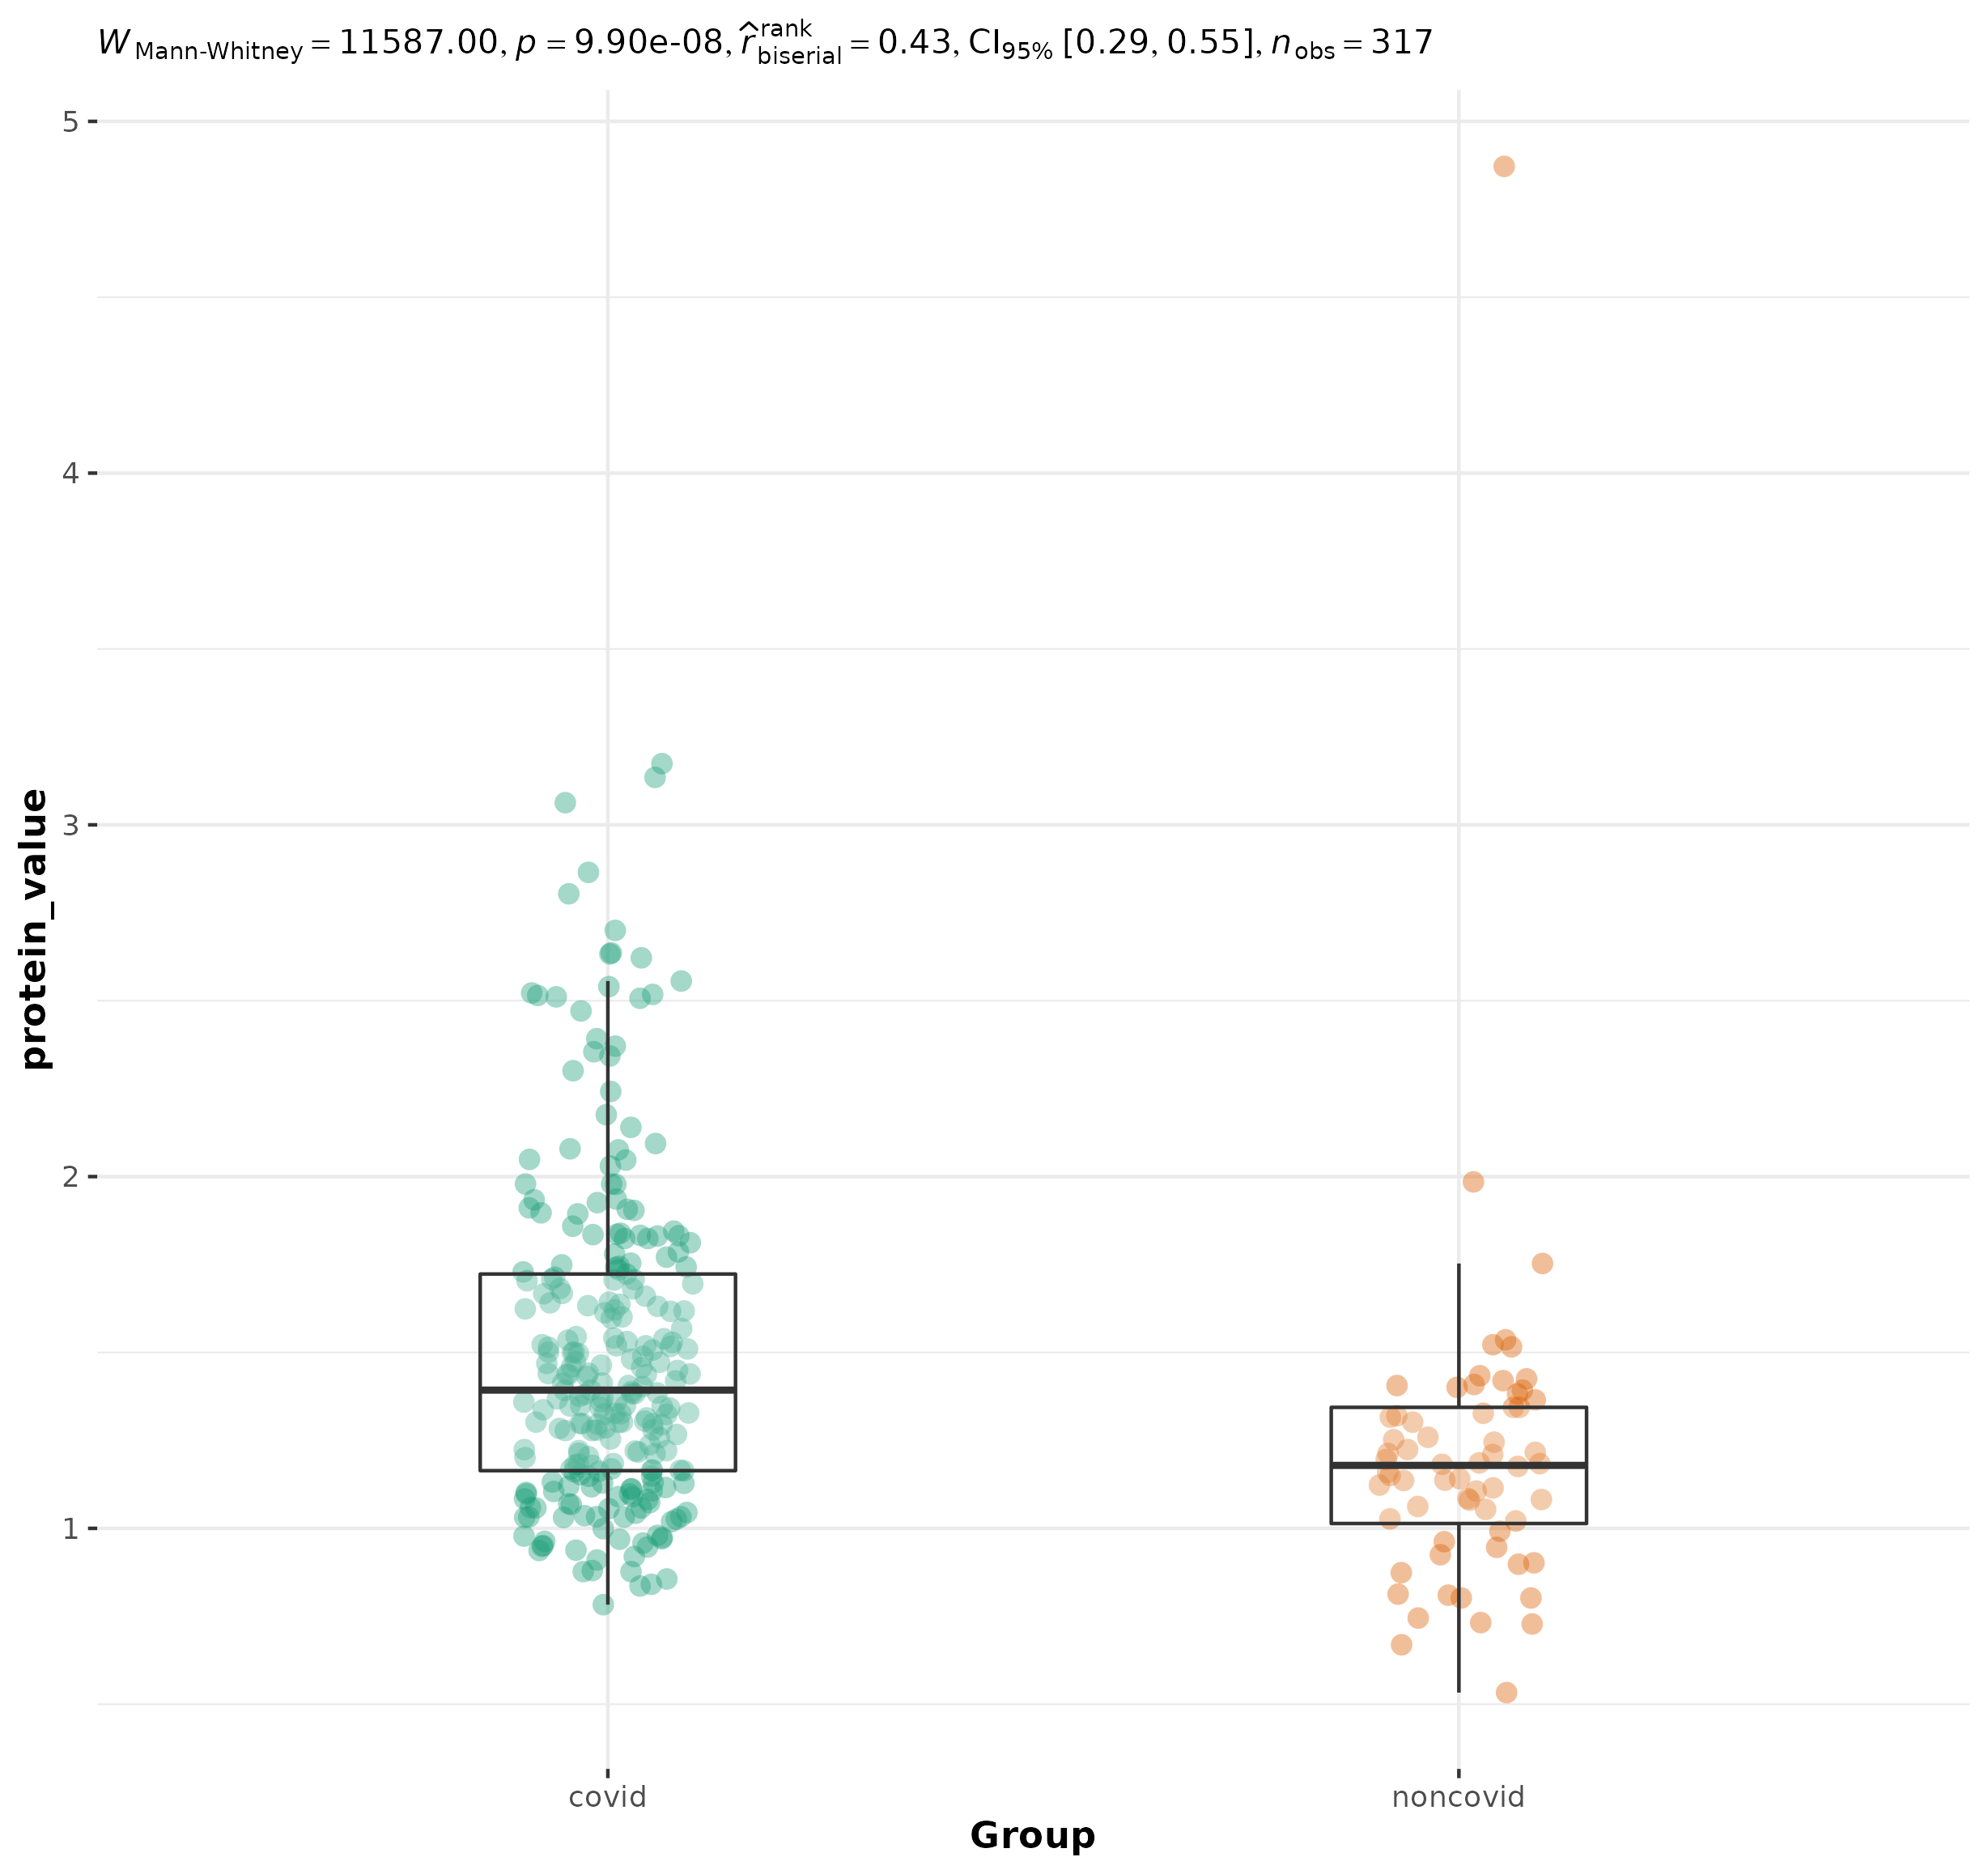 W Mann-Whitney = 11587.00, p = 9.90e-08, r̂ rank biserial = 0.43, CI95% [0.29, 0.55], n obs = 317
5
4
3
2
1
protein_value
covid noncovid
Group